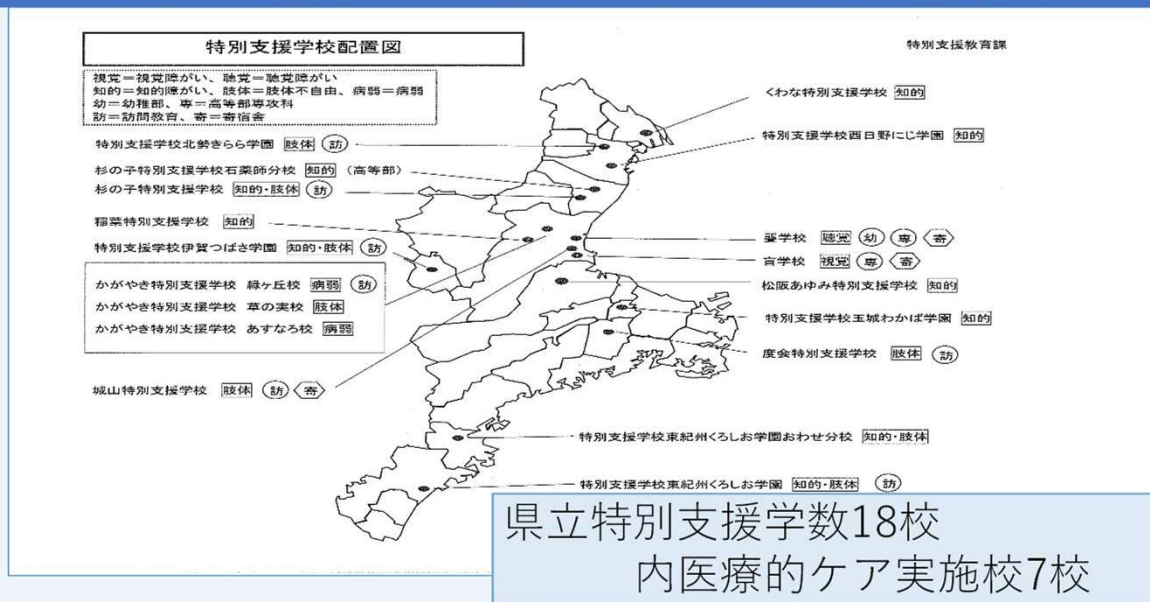 特別支援学校配置図
特別支援教育課
視覚＝視覚障がい、聴覚＝聴覚障がい
知的＝知的障がい、肢体＝肢体不自由、病弱＝病弱
幼＝幼稚部、専＝高等部専攻科
訪＝訪問教育、寄＝寄宿舎
特別支援学校北勢きらら学園 肢体 訪
杉の子特別支援学校石薬師分校 知的 （高等部）
杉の子特別支援学校 知的・肢体 訪
稲葉特別支援学校 知的
特別支援学校伊賀つばさ学園 知的・肢体 訪
かがやき特別支援学校 緑ヶ丘校 病弱 訪
かがやき特別支援学校 草の実校 肢体
かがやき特別支援学校 あすなろ校 病弱
城山特別支援学校 肢体 訪 寄
くわな特別支援学校 知的
特別支援学校西日野にじ学園 知的
聾学校 聴覚 幼 専 寄
盲学校 視覚 専 寄
松阪あゆみ特別支援学校 知的
特別支援学校玉城わかば学園 知的
度会特別支援学校 肢体 訪
特別支援学校東紀州くろしお学園おわせ分校 知的・肢体
特別支援学校東紀州くろしお学園 知的・肢体 訪
県立特別支援学数18校
内医療的ケア実施校7校